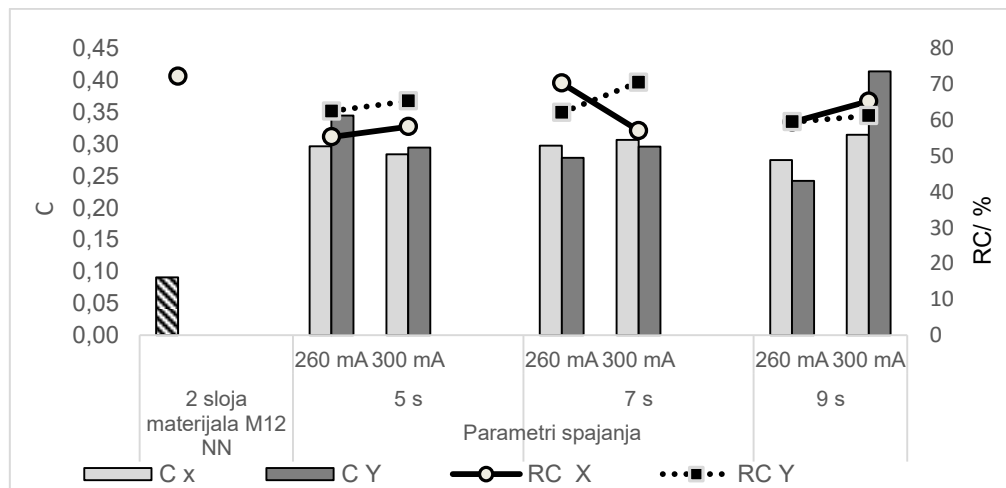 0,45
0,40
0,35
0,30
0,25
0,20
0,15
0,10
0,05
0,00
C
80
70
60
50
40
30
20
10
0
RC/ %
260 mA 300 mA 260 mA 300 mA 260 mA 300 mA
2 sloja
materijala M12
NN
5 s 7 s 9 s
Parametri spajanja
C x C Y RC X RC Y